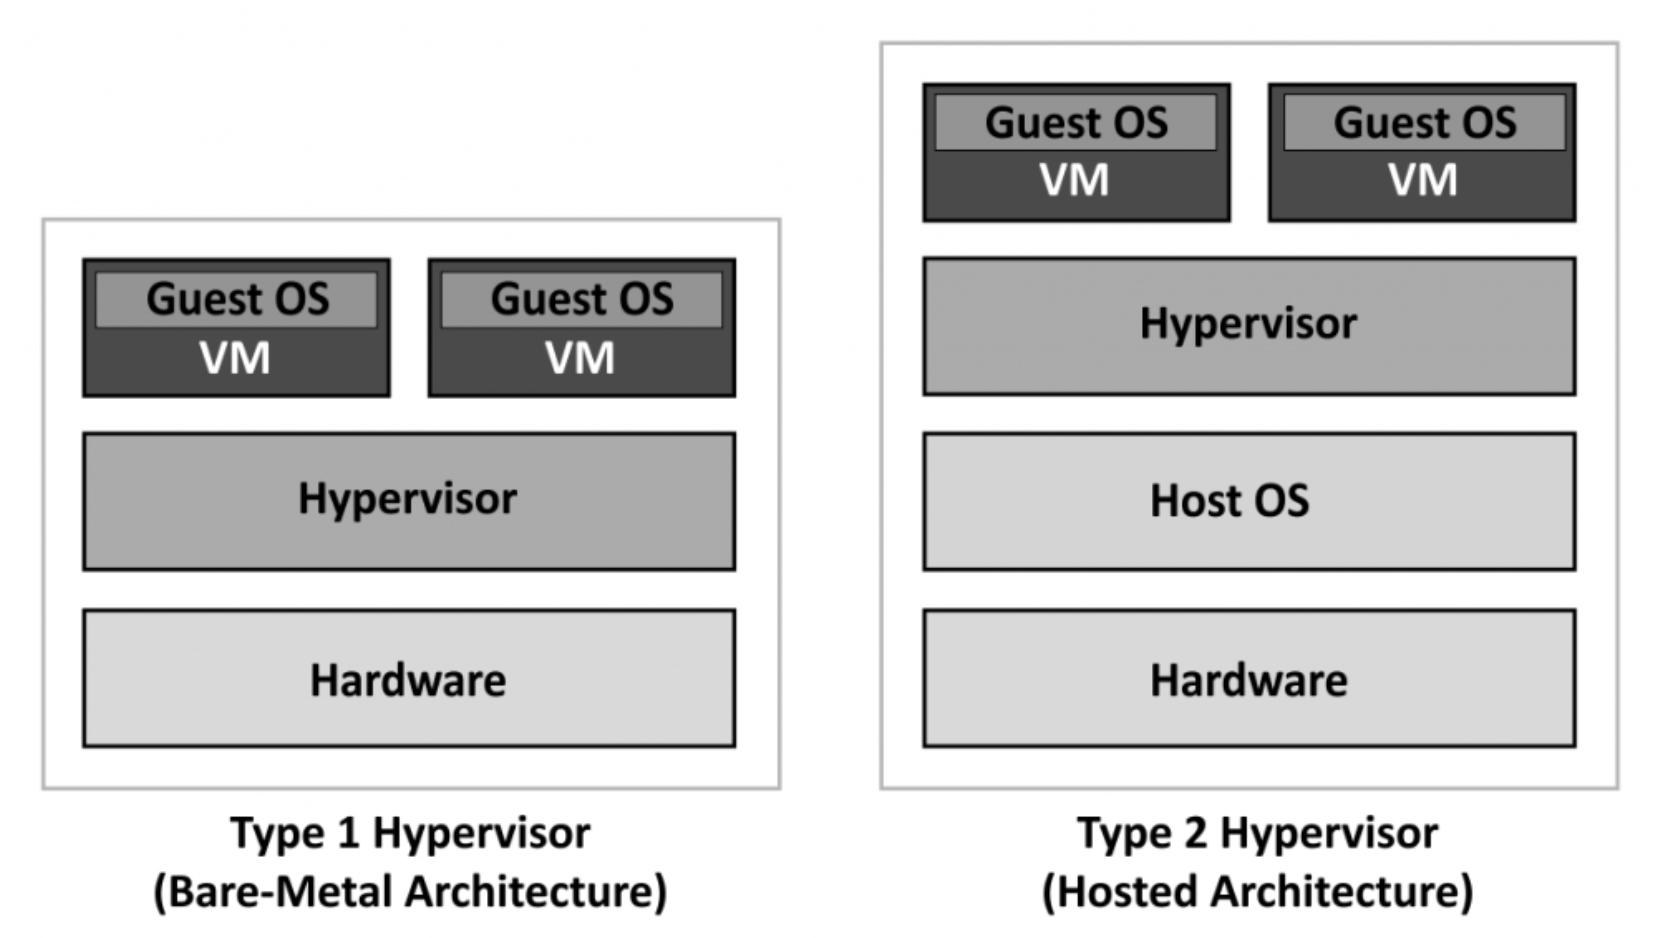 Guest OS
VM
Guest OS
VM
Hypervisor
Hardware
Type 1 Hypervisor
(Bare-Metal Architecture)
Guest OS
VM
Guest OS
VM
Hypervisor
Host OS
Hardware
Type 2 Hypervisor
(Hosted Architecture)